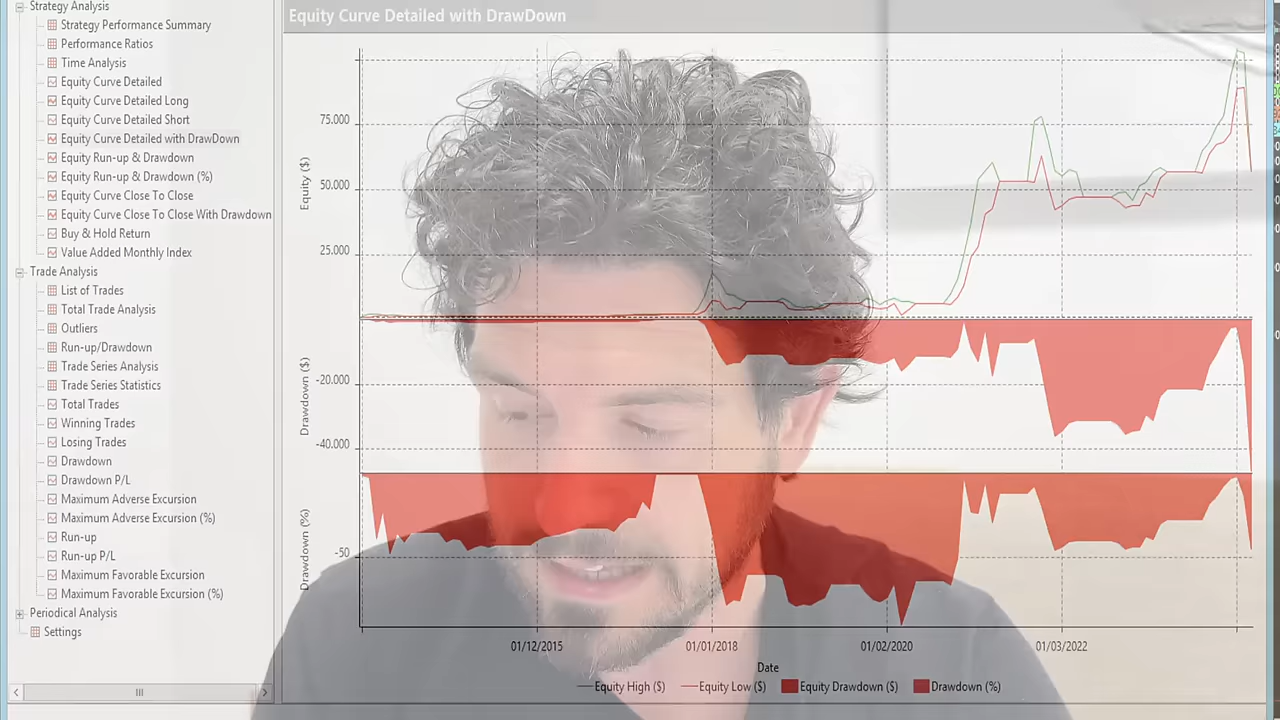 Strategy Analysis
Strategy Performance Summary
Performance Ratios
Time Analysis
Equity Curve Detailed
Equity Curve Detailed Long
Equity Curve Detailed Short
Equity Curve Detailed with DrawDown
Equity Run-up & Drawdown
Equity Run-up & Drawdown (%)
Equity Curve Close To Close
Equity Curve Close To Close With Drawdown
Buy & Hold Return
Value Added Monthly Index
Trade Analysis
List of Trades
Total Trade Analysis
Outliers
Run-up/Drawdown
Trade Series Analysis
Trade Series Statistics
Total Trades
Winning Trades
Losing Trades
Drawdown
Drawdown P/L
Maximum Adverse Excursion
Maximum Adverse Excursion (%)
Run-up
Run-up P/L
Maximum Favorable Excursion
Maximum Favorable Excursion (%)
Periodical Analysis
Settings
Equity Curve Detailed with DrawDown
Equity ($)
75.000
50.000
25.000
Drawdown ($)
-20.000
-40.000
Drawdown (%)
-50
01/12/2015
01/01/2018
01/02/2020
01/03/2022
Date
Equity High ($)
Equity Low ($)
Equity Drawdown ($)
Drawdown (%)